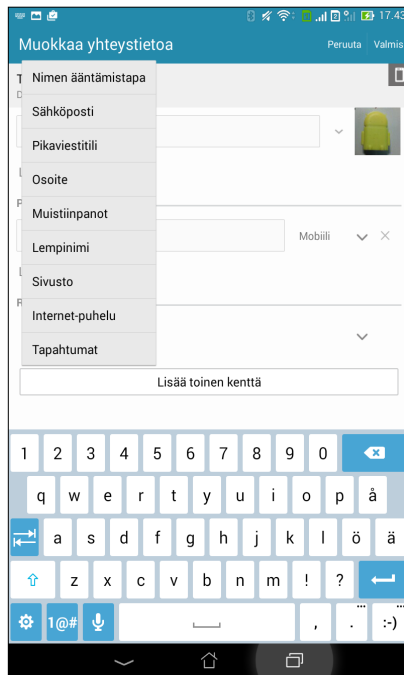 17.43
Muokkaa yhteystietoa
Peruuta
Valmis
Nimen ääntämistapa
Sähköposti
Pikaviestitili
Osoite
Muistiinpanot
Lempinimi
Sivusto
Internet-puhelu
Tapahtumat
Mobiili
Lisää toinen kenttä
1 2 3 4 5 6 7 8 9 0
q w e r t y u i o p å
a s d f g h j k l ö ä
z x c v b n m ! ?
1@# , . :-)